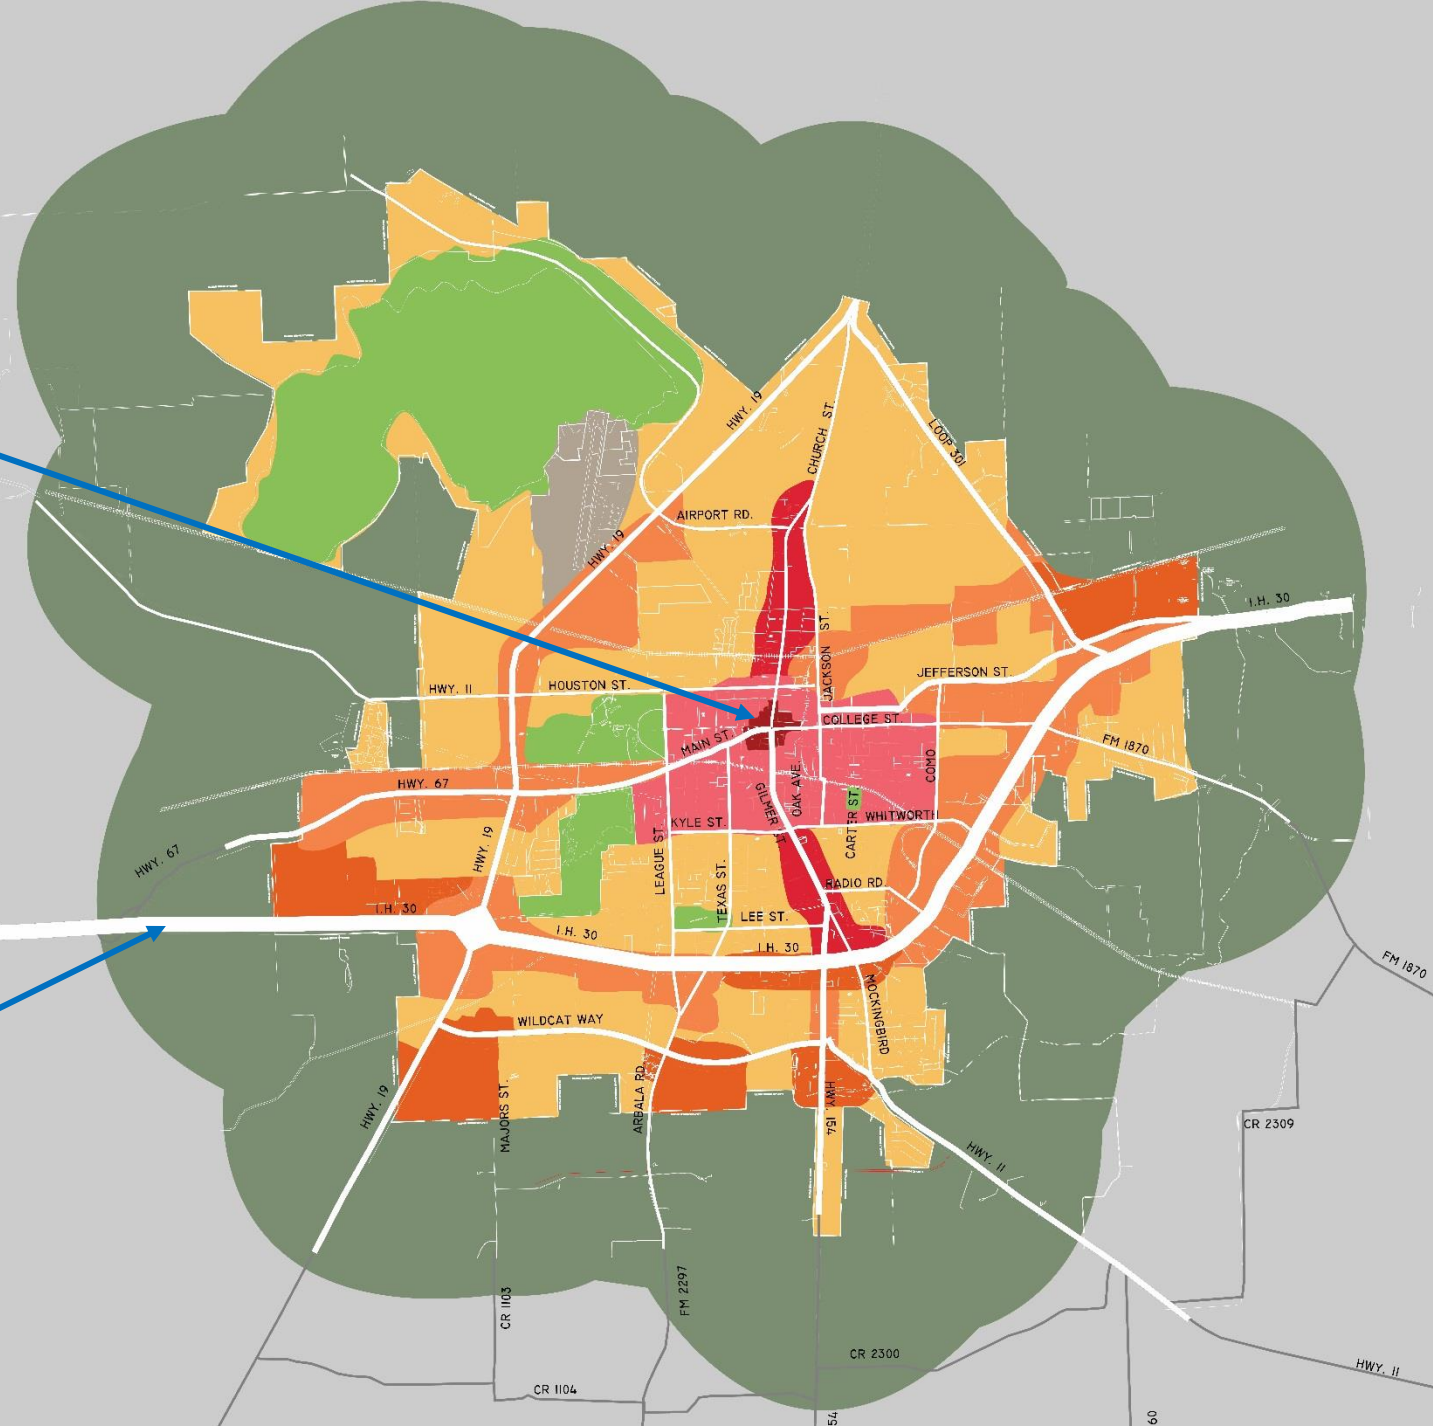 HWY. 19
CHURCH ST.
LOOP 301
AIRPORT RD.
HWY. 19
I.H. 30
JACKSON ST.
JEFFERSON ST.
HWY. 11
HOUSTON ST.
COLLEGE ST.
MAIN ST.
FM 1870
COMO
HWY. 67
OAK AVE.
GILMER ST
CARTER ST.
WHITWORTH
KYLE ST.
HWY. 67
HWY. 19
LEAGUE ST.
TEXAS ST.
RADIO RD.
I.H. 30
LEE ST.
I.H. 30
I.H. 30
FM 1870
MOCKINGBIRD
WILDCAT WAY
HWY. 19
MAJORS ST.
ARBALA RD.
HWY. 154
CR 2309
HWY. 11
CR 1103
FM 2297
CR 2300
HWY. 11
CR 1104
54
60